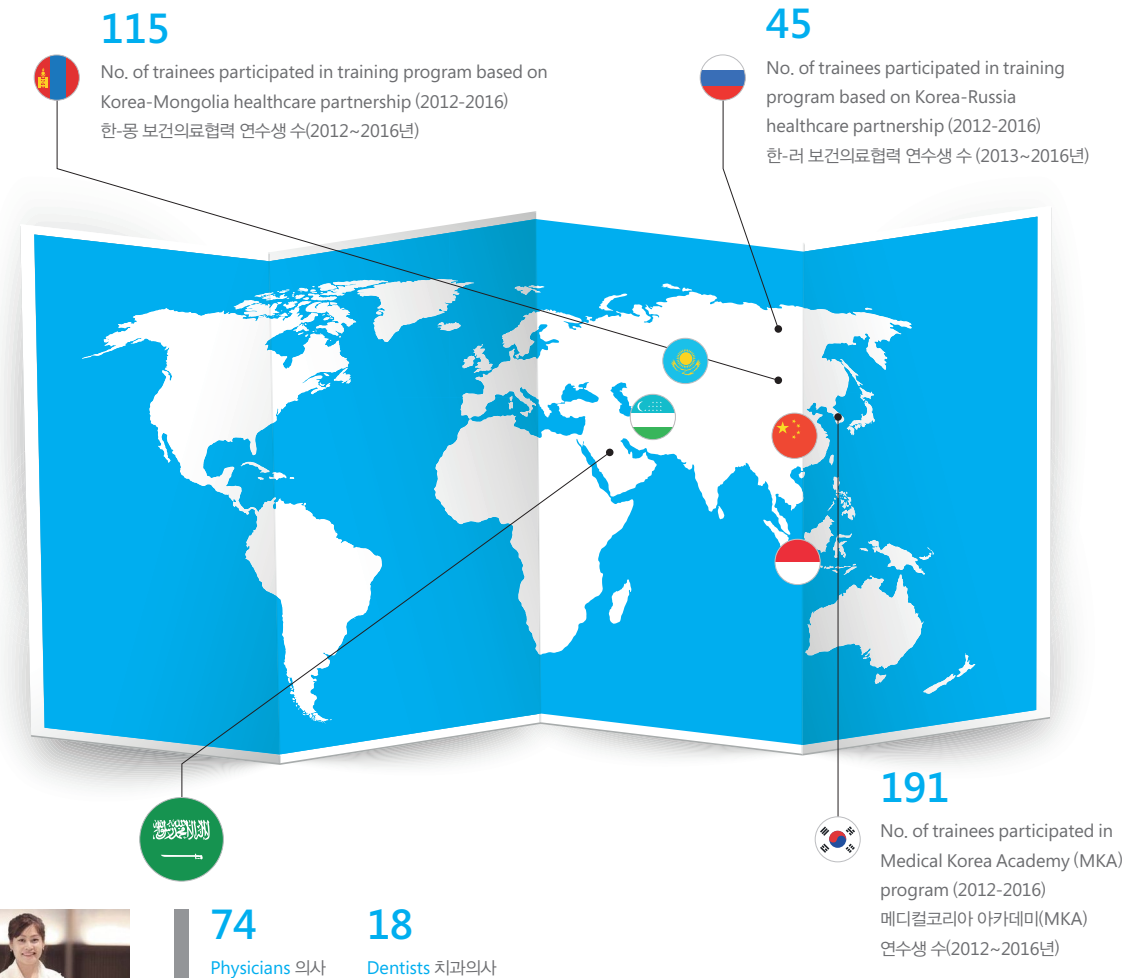 115
No. of trainees participated in training program based on
Korea-Mongolia healthcare partnership (2012-2016)
한-몽 보건의료협력 연수생 수(2012~2016년)
45
No. of trainees participated in training
program based on Korea-Russia
healthcare partnership (2012-2016)
한-러 보건의료협력 연수생 수 (2013~2016년)
191
No. of trainees participated in
Medical Korea Academy (MKA)
program (2012-2016)
메디컬코리아 아카데미(MKA)
연수생 수(2012~2016년)
74
Physicians 의사
18
Dentists 치과의사